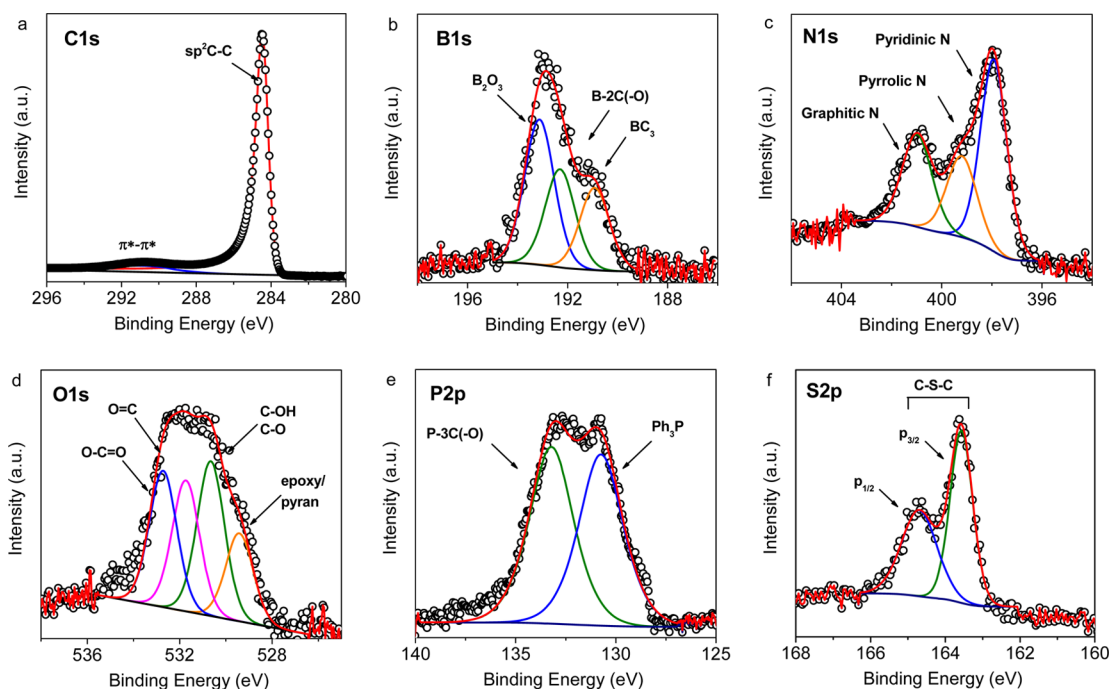 a
C1s
sp²C-C
π*-π*
Intensity (a.u.)
296 292 288 284 280
Binding Energy (eV)
b
B1s
B₂O₃
B-2C(-O)
BC₃
Intensity (a.u.)
196 192 188
Binding Energy (eV)
c
N1s
Pyridinic N
Pyrrolic N
Graphitic N
Intensity (a.u.)
404 400 396
Binding Energy (eV)
d
O1s
O=C
O-C=O
C-OH
C-O
epoxy/
pyran
Intensity (a.u.)
536 532 528
Binding Energy (eV)
e
P2p
P-3C(-O)
Ph₃P
Intensity (a.u.)
140 135 130 125
Binding Energy (eV)
f
S2p
C-S-C
p₃/₂
p₁/₂
Intensity (a.u.)
168 166 164 162 160
Binding Energy (eV)